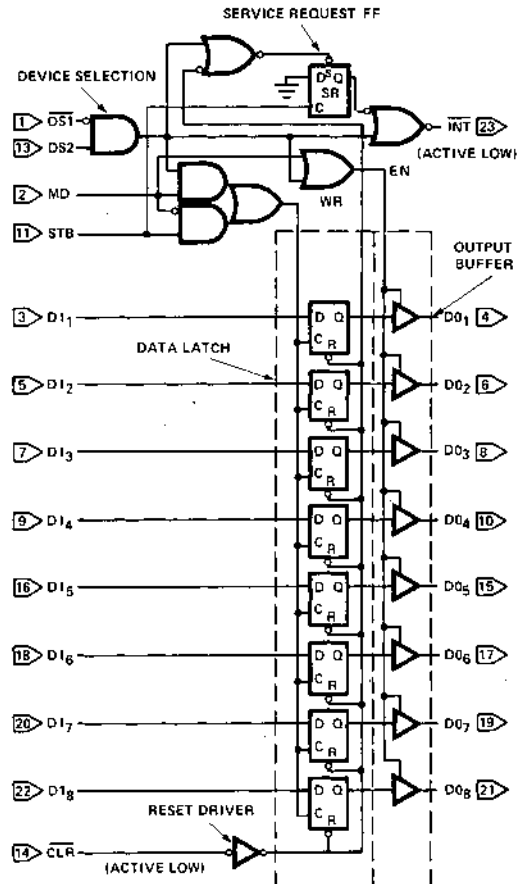 SERVICE REQUEST FF
DEVICE SELECTION
D S Q
SR
C
1 DS1
13 DS2
INT 23
(ACTIVE LOW)
2 MD
EN
WR
11 STB
OUTPUT
BUFFER
3 DI1
D Q
C R
DO1 4
DATA LATCH
5 DI2
D Q
C R
DO2 6
7 DI3
D Q
C R
DO3 8
9 DI4
D Q
C R
DO4 10
16 DI5
D Q
C R
DO5 15
18 DI6
D Q
C R
DO6 17
20 DI7
D Q
C R
DO7 19
22 DI8
D Q
C R
DO8 21
RESET DRIVER
14 CLR
(ACTIVE LOW)